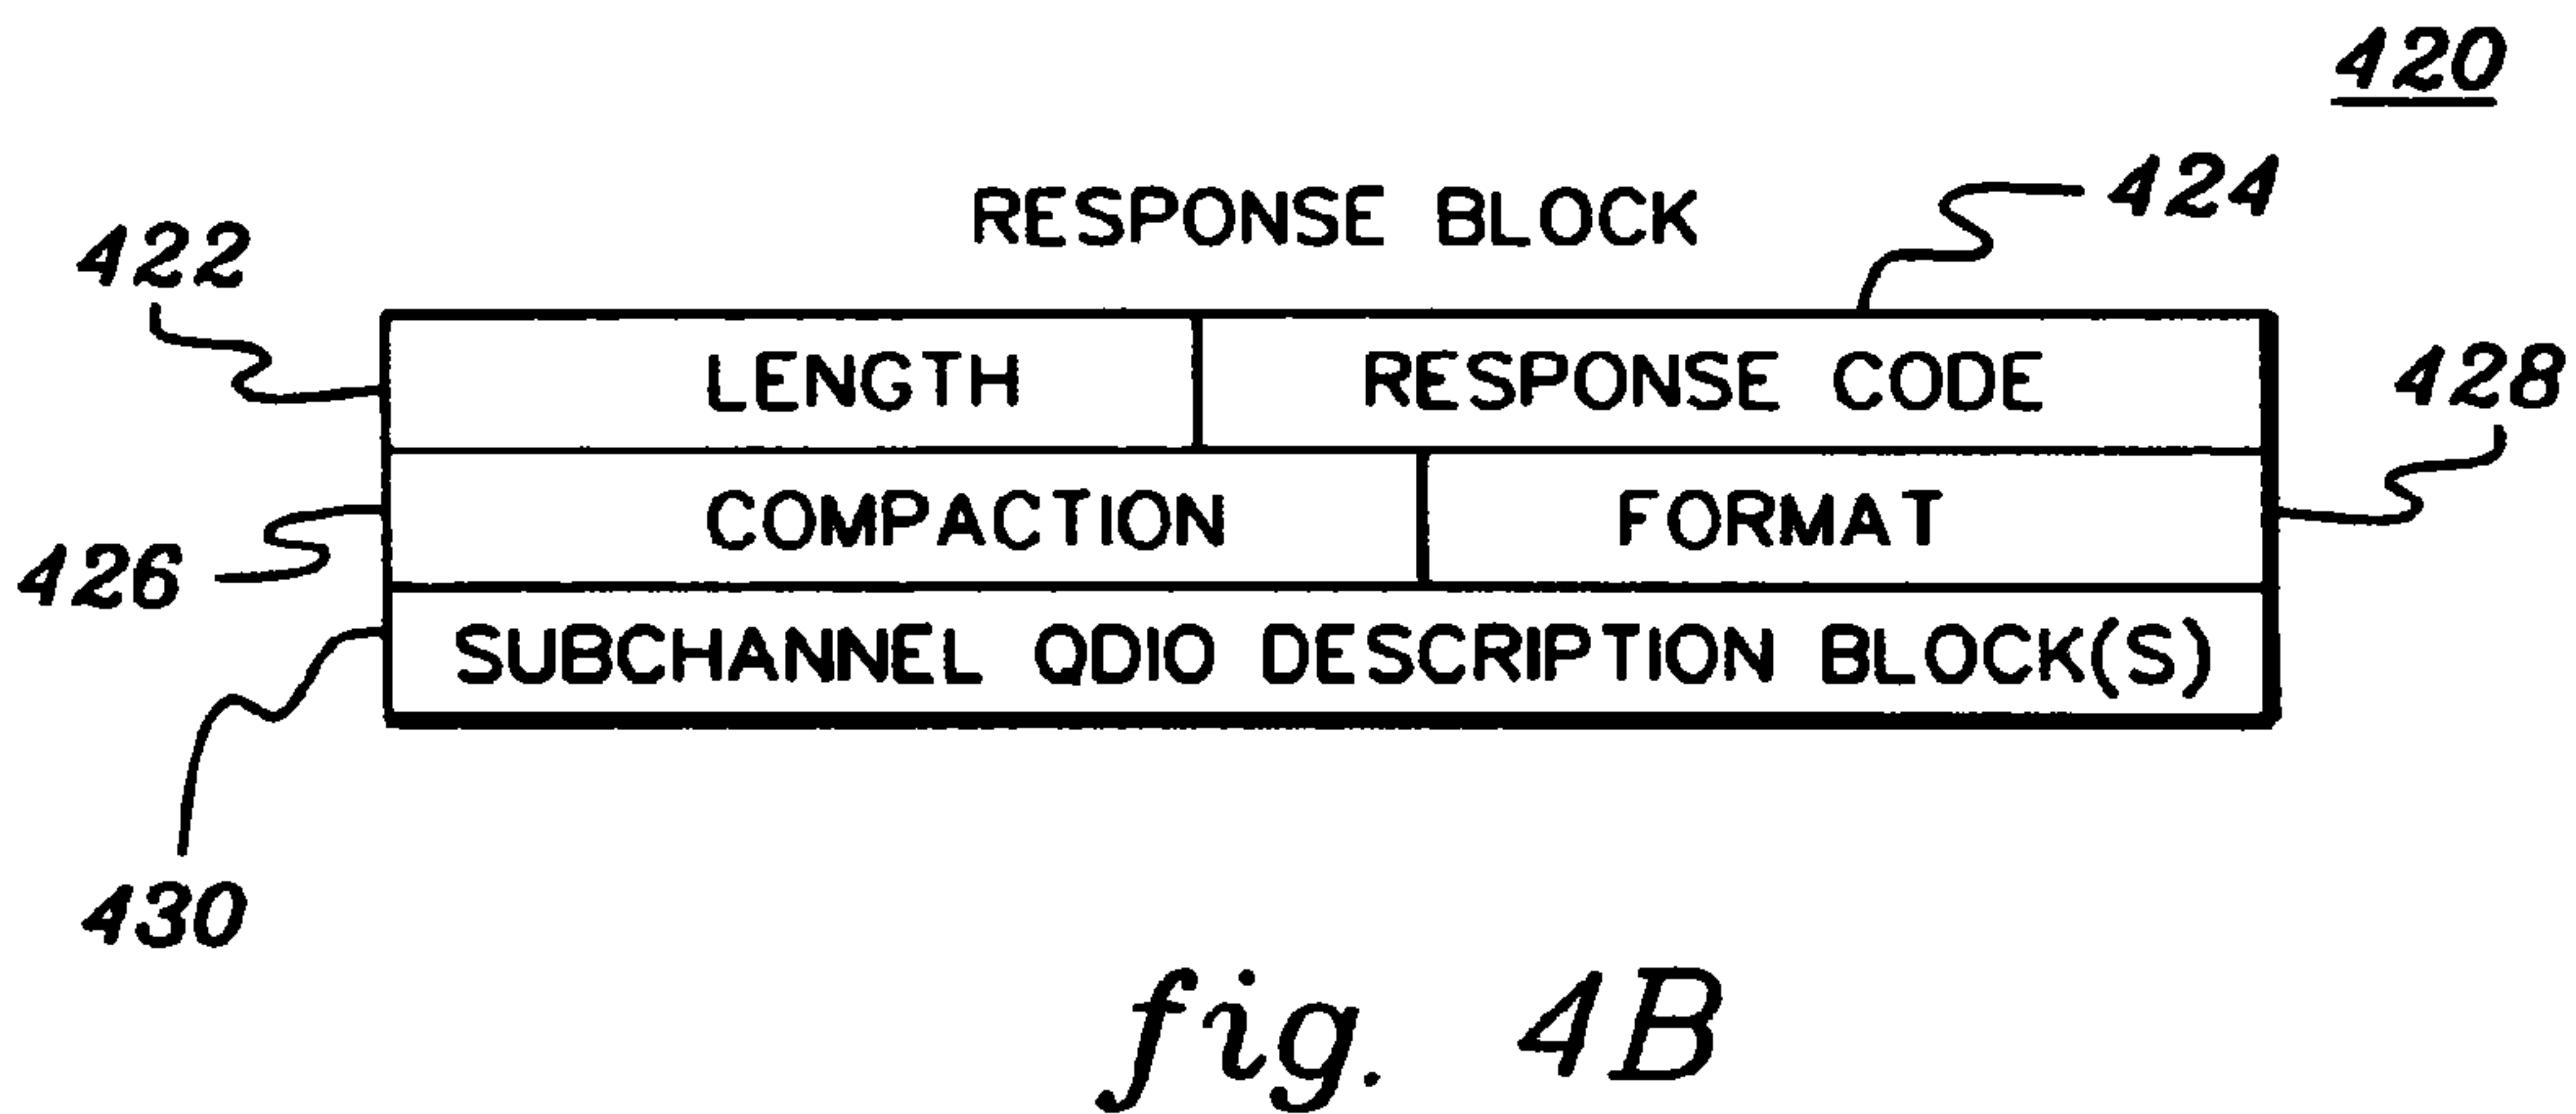 420
RESPONSE BLOCK
424
422
LENGTH RESPONSE CODE
428
COMPACTION FORMAT
426
SUBCHANNEL QDIO DESCRIPTION BLOCK(S)
430
fig. 4B